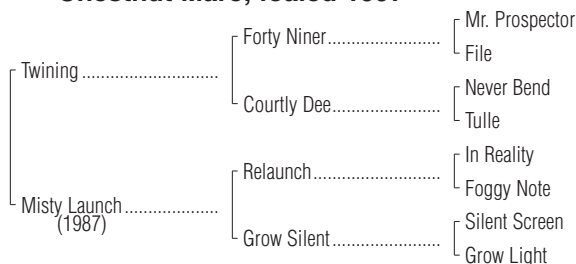 Chestnut Mare; foaled
Mr. Prospector
Forty Niner
File
Twining
Never Bend
Courtly Dee
Tulle
In Reality
Relaunch
Foggy Note
Misty Launch
(1987)
Silent Screen
Grow Silent
Grow Light